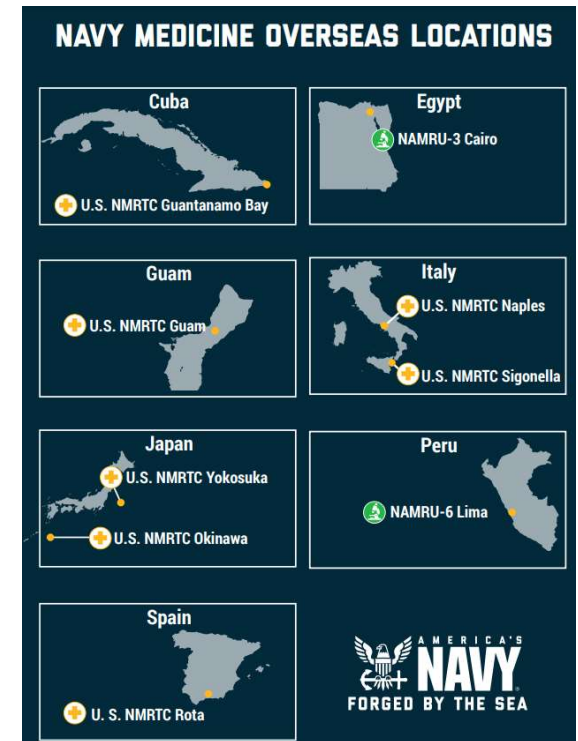 NAVY MEDICINE OVERSEAS LOCATIONS
Cuba
U.S. NMRTC Guantanamo Bay
Egypt
NAMRU-3 Cairo
Guam
U.S. NMRTC Guam
Italy
U.S. NMRTC Naples
U.S. NMRTC Sigonella
Japan
U.S. NMRTC Yokosuka
U.S. NMRTC Okinawa
Peru
NAMRU-6 Lima
Spain
U. S. NMRTC Rota
AMERICA'S
NAVY
FORGED BY THE SEA